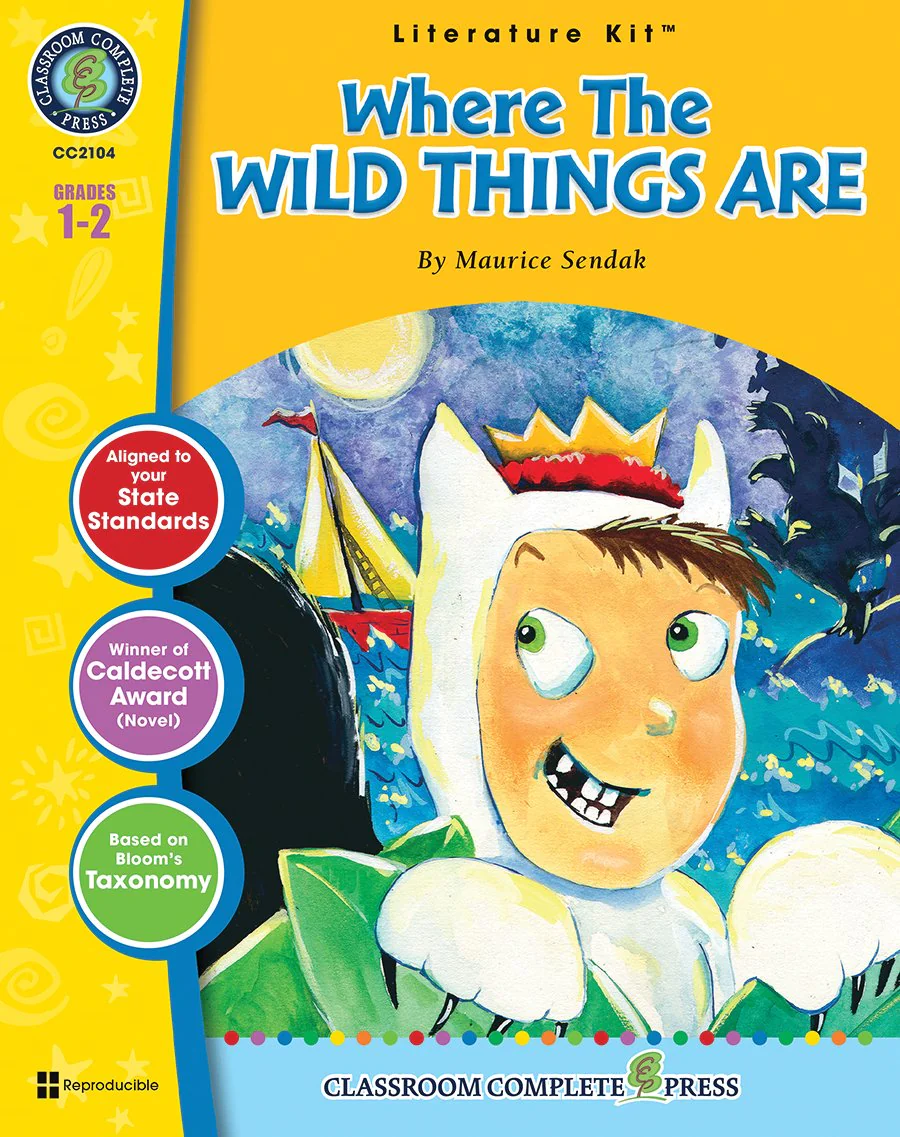 Literature Kit™
CLASSROOM COMPLETE
• PRESS •
CC2104
GRADES
1-2
Where The
WILD THINGS ARE
By Maurice Sendak
Aligned to
your
State
Standards
Winner of
Caldecott
Award
(Novel)
Based on
Bloom's
Taxonomy
Reproducible
CLASSROOM COMPLETE CCP PRESS